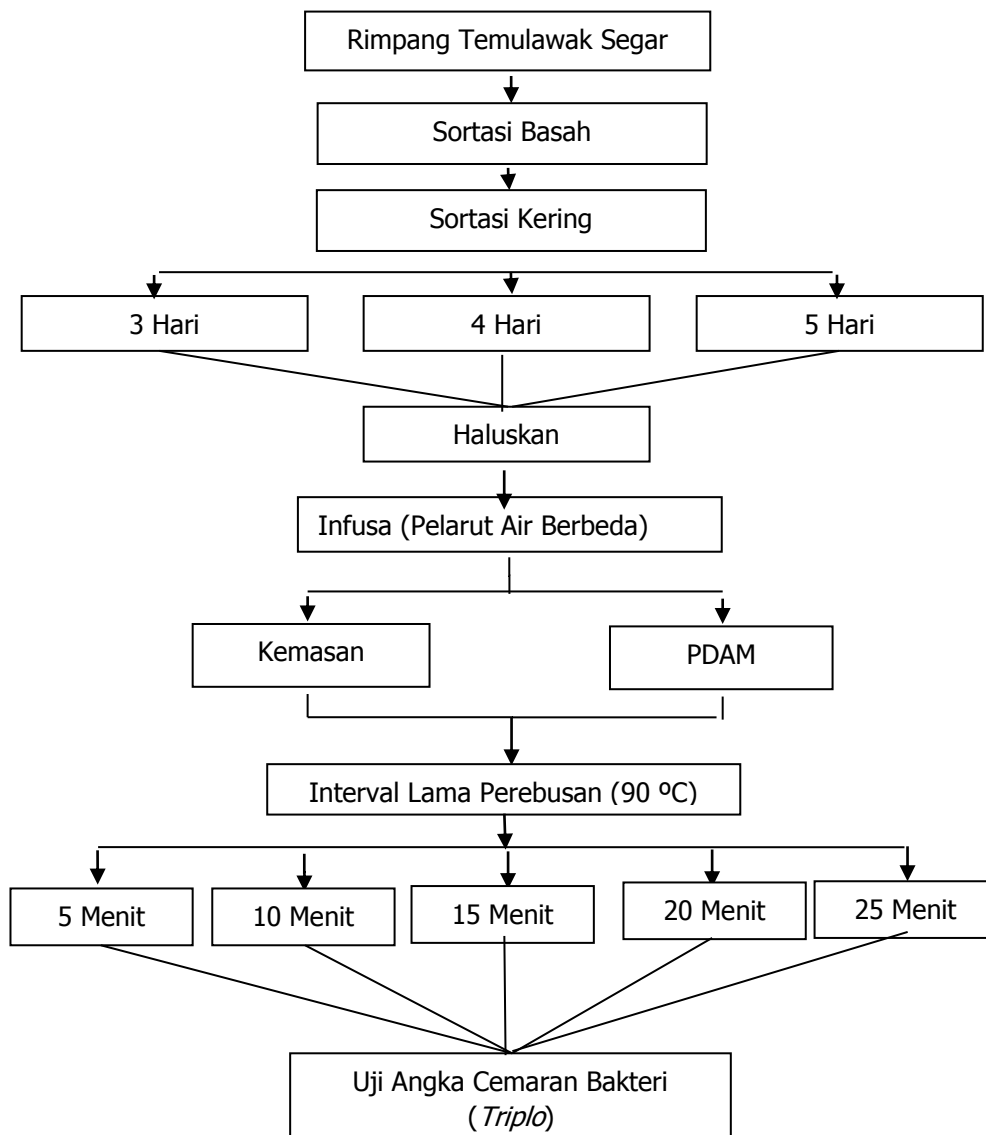 Rimpang Temulawak Segar
Sortasi Basah
Sortasi Kering
3 Hari
4 Hari
5 Hari
Haluskan
Infusa (Pelarut Air Berbeda)
Kemasan
PDAM
Interval Lama Perebusan (90 ºC)
5 Menit
10 Menit
15 Menit
20 Menit
25 Menit
Uji Angka Cemaran Bakteri
(Triplo)